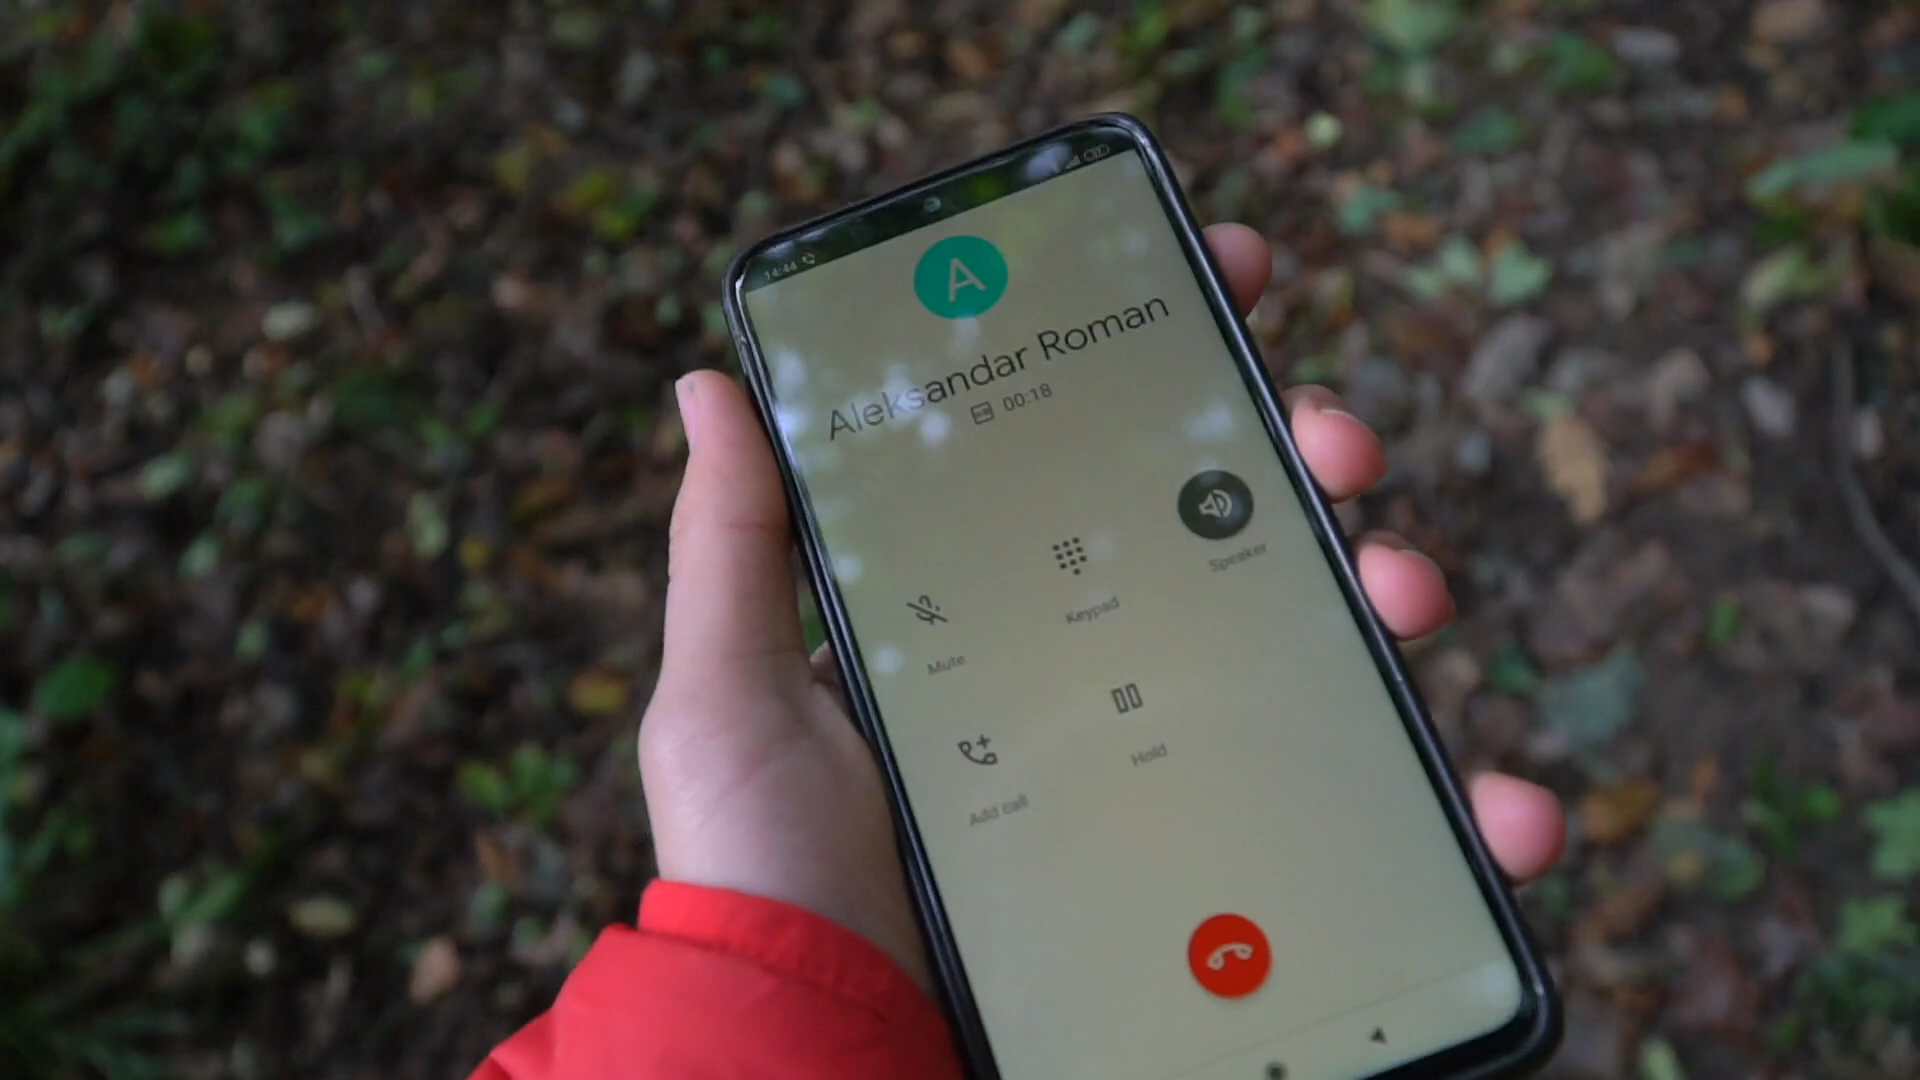 14:44
A
Aleksandar Roman
00:18
Speaker
Keypad
Mute
Hold
Add call